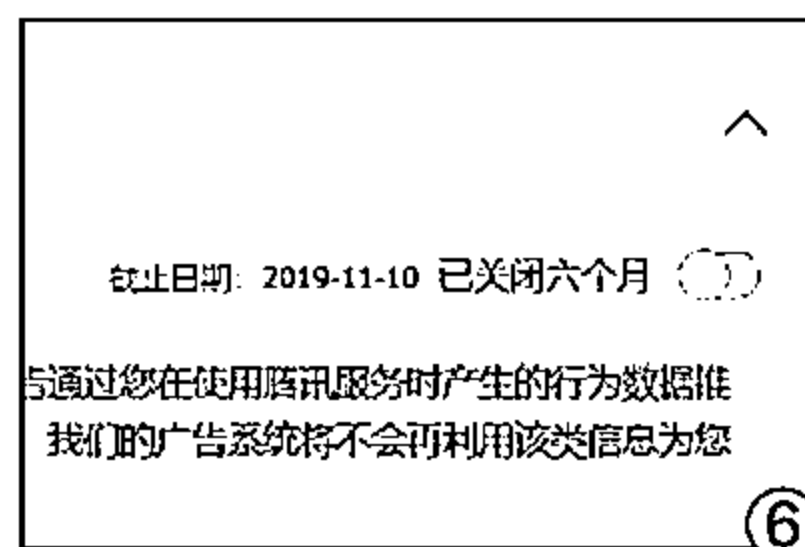 截止日期: 2019-11-10 已关闭六个月
告通过您在使用腾讯服务时产生的行为数据推
我们的广告系统将不会再利用该类信息为您
⑥